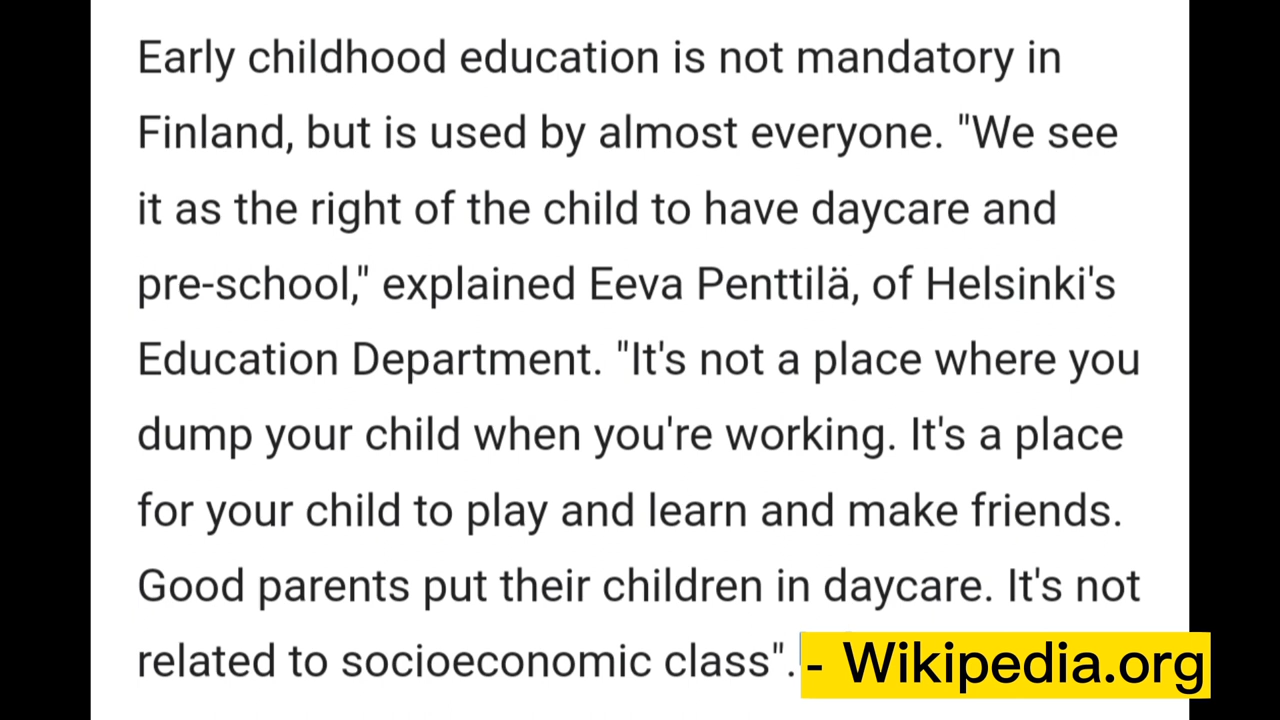 Early childhood education is not mandatory in
Finland, but is used by almost everyone. "We see
it as the right of the child to have daycare and
pre-school," explained Eeva Penttilä, of Helsinki's
Education Department. "It's not a place where you
dump your child when you're working. It's a place
for your child to play and learn and make friends.
Good parents put their children in daycare. It's not
related to socioeconomic class". - Wikipedia.org